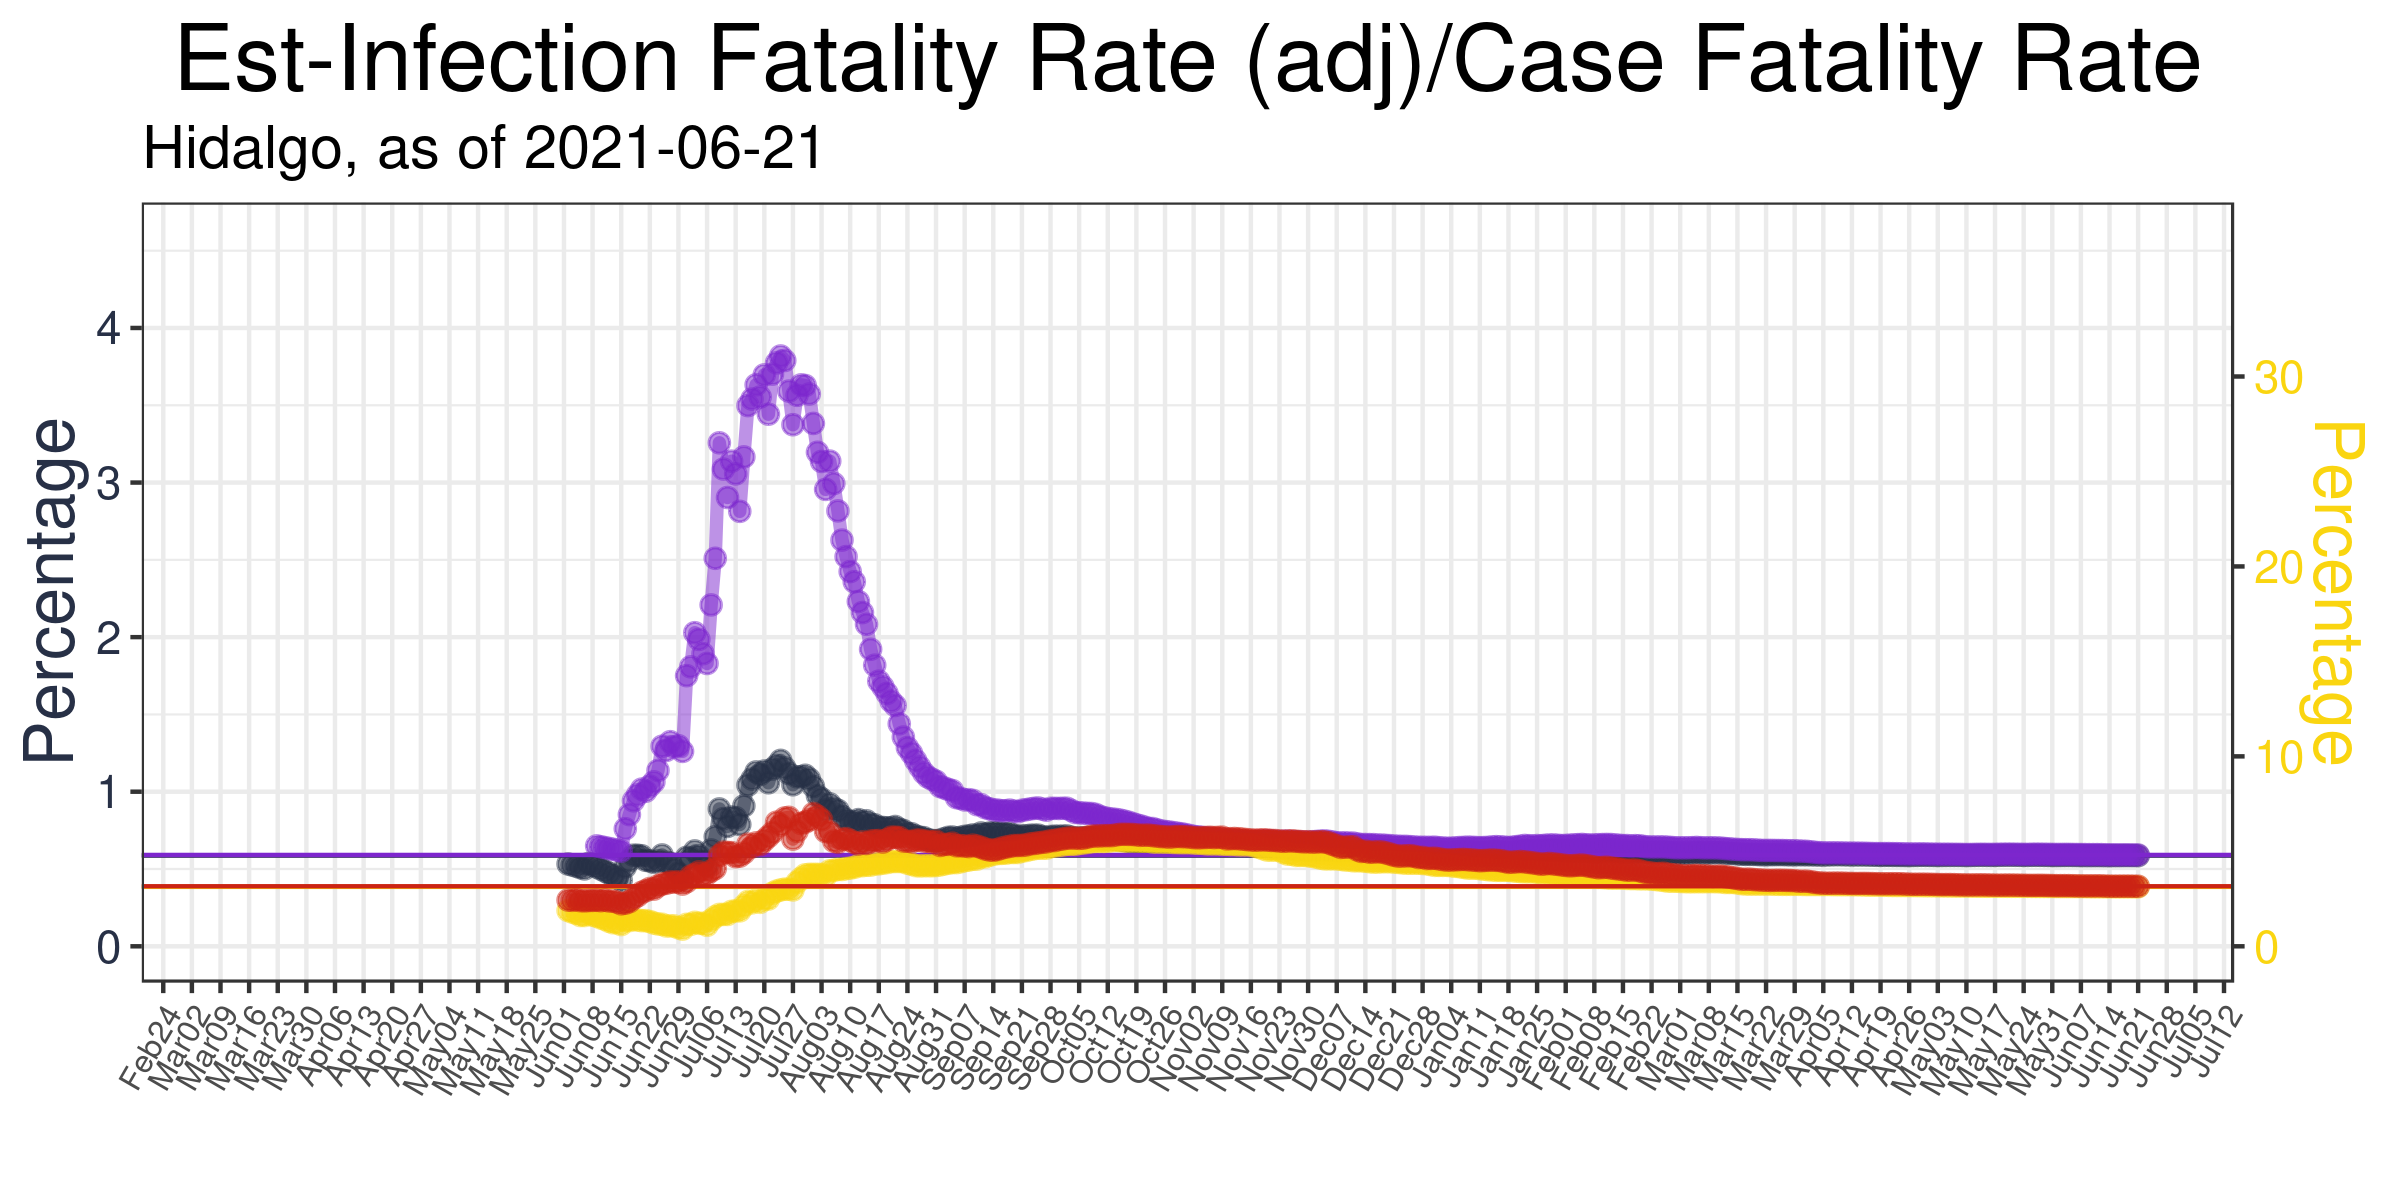 Est-Infection Fatality Rate (adj)/Case Fatality Rate
Hidalgo, as of 2021-06-21
Percentage
4
3
2
1
0
30
20
10
0
Percentage
Feb24
Mar02
Mar09
Mar16
Mar23
Mar30
Apr06
Apr13
Apr20
Apr27
May04
May11
May18
May25
Jun01
Jun08
Jun15
Jun22
Jun29
Jul06
Jul13
Jul20
Jul27
Aug03
Aug10
Aug17
Aug24
Aug31
Sep07
Sep14
Sep21
Sep28
Oct05
Oct12
Oct19
Oct26
Nov02
Nov09
Nov16
Nov23
Nov30
Dec07
Dec14
Dec21
Dec28
Dec04
Jan11
Jan18
Jan25
Feb01
Feb08
Feb15
Feb22
Mar01
Mar08
Mar15
Mar22
Mar29
Mar05
Apr12
Apr19
Apr26
May03
May10
May17
May24
May31
May07
Jun14
Jun21
Jun28
Jul05
Jul12